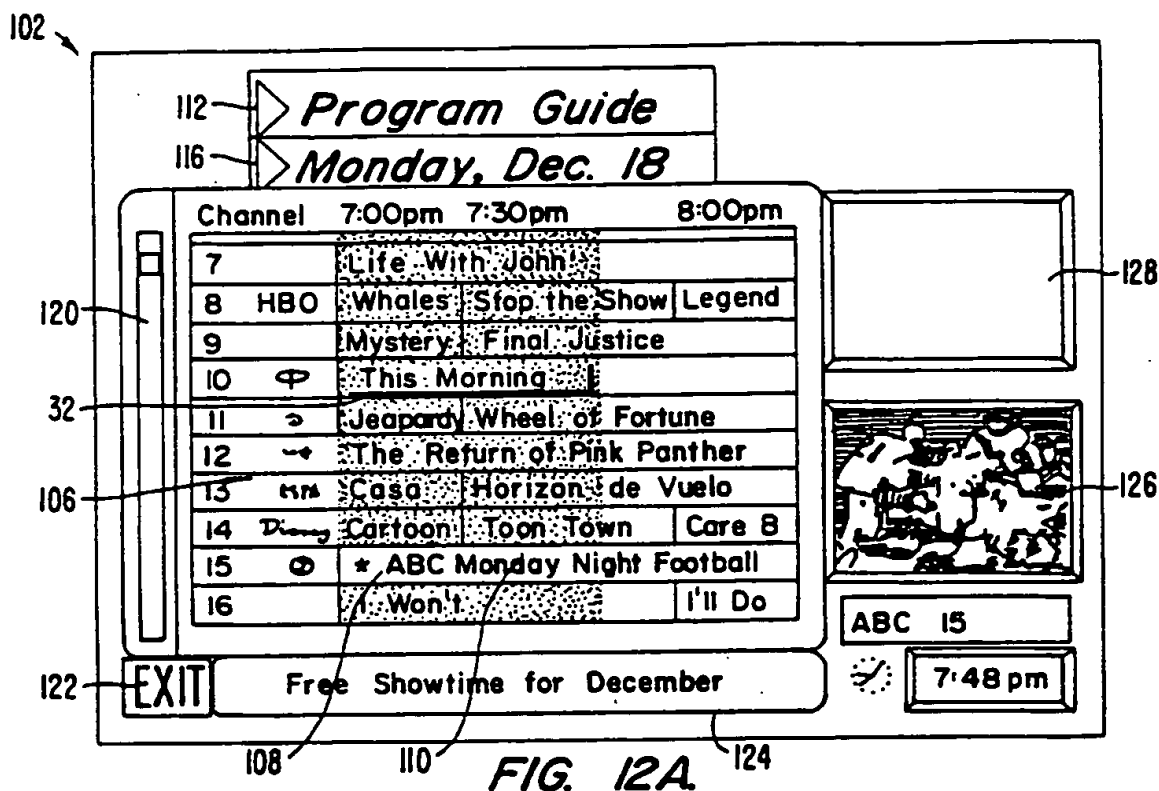 102
112 Program Guide
116 Monday, Dec. 18
Channel 7:00pm 7:30pm 8:00pm
7 Life With John
128
8 HBO Whales Stop the Show Legend
120
9 Mystery Final Justice
10 This Morning
32
11 Jeapardy Wheel of Fortune
12 The Return of Pink Panther
106
13 Casa Horizon de Vuelo
126
14 Disney Cartoon Toon Town Care B
15 * ABC Monday Night Football
16 I Won't I'll Do
ABC 15
122 EXIT Free Showtime for December
7:48 pm
108 110 124
FIG. 12A.